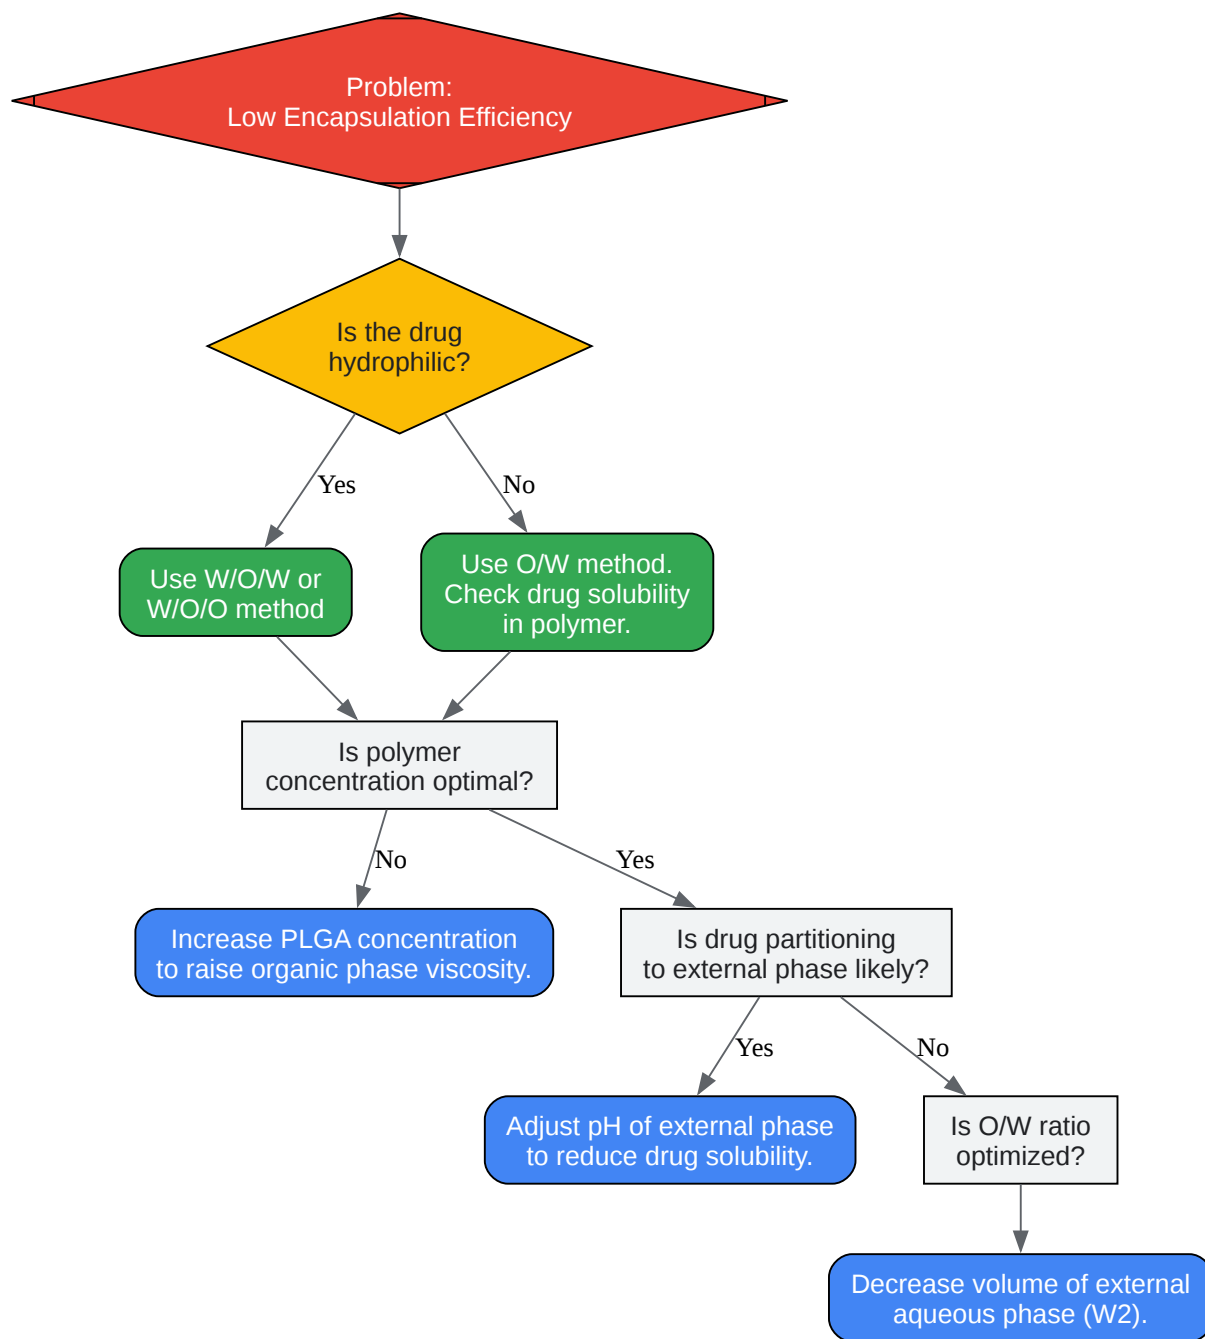 Problem:
Low Encapsulation Efficiency
Is the drug
hydrophilic?
Yes
No
Use W/O/W or
W/O/O method
Use O/W method.
Check drug solubility
in polymer.
Is polymer
concentration optimal?
No
Yes
Increase PLGA concentration
to raise organic phase viscosity.
Is drug partitioning
to external phase likely?
Yes
No
Adjust pH of external phase
to reduce drug solubility.
Is O/W ratio
optimized?
Decrease volume of external
aqueous phase (W2).